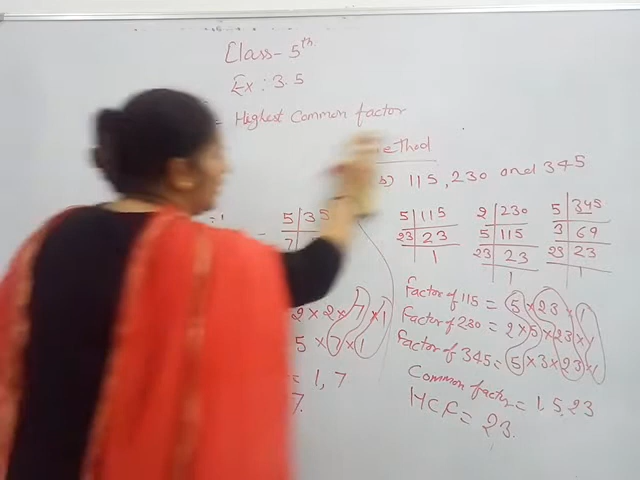 Class- 5th
Ex: 3.5
Highest Common factor
ethod
115, 230 and 345
5 | 35
7
2 × 2 × 7 × 1
5 × 7 × 1
= 1, 7
7.
5 | 115
23 | 23
1
2 | 230
5 | 115
23 | 23
1
5 | 345
3 | 69
23 | 23
1
Factor of 115 = 5 × 23 × 1
Factor of 230 = 2 × 5 × 23 × 1
Factor of 345 = 5 × 3 × 23 × 1
Common factor = 1, 5, 23
HCF = 23.